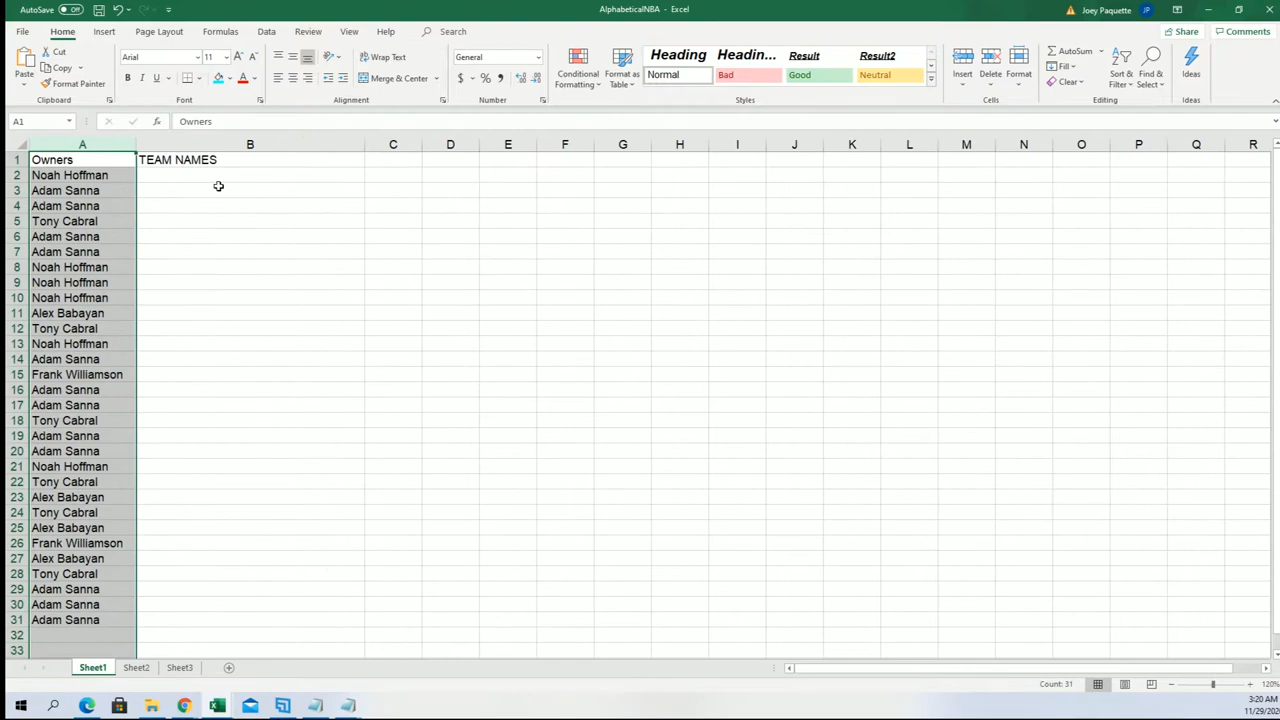 AutoSave Off AlphabeticalNBA - Excel Joey Paquette JP
File Home Insert Page Layout Formulas Data Review View Help Search Share Comments
Paste Cut Copy Format Painter Clipboard
Arial 11 B I U A Font
Wrap Text Merge & Center Alignment
General $ % Number
Conditional Formatting Format as Table
Heading Headin... Result Result2
Normal Bad Good Neutral
Styles
Insert Delete Format Cells
AutoSum Fill Clear Sort & Filter Find & Select Editing
Ideas Ideas
A1 fx Owners
A B C D E F G H I J K L M N O P Q R
1 Owners TEAM NAMES
2 Noah Hoffman
3 Adam Sanna
4 Adam Sanna
5 Tony Cabral
6 Adam Sanna
7 Adam Sanna
8 Noah Hoffman
9 Noah Hoffman
10 Noah Hoffman
11 Alex Babayan
12 Tony Cabral
13 Noah Hoffman
14 Adam Sanna
15 Frank Williamson
16 Adam Sanna
17 Adam Sanna
18 Tony Cabral
19 Adam Sanna
20 Adam Sanna
21 Noah Hoffman
22 Tony Cabral
23 Alex Babayan
24 Tony Cabral
25 Alex Babayan
26 Frank Williamson
27 Alex Babayan
28 Tony Cabral
29 Adam Sanna
30 Adam Sanna
31 Adam Sanna
32
33
Sheet1 Sheet2 Sheet3
Count: 31 120%
3:20 AM